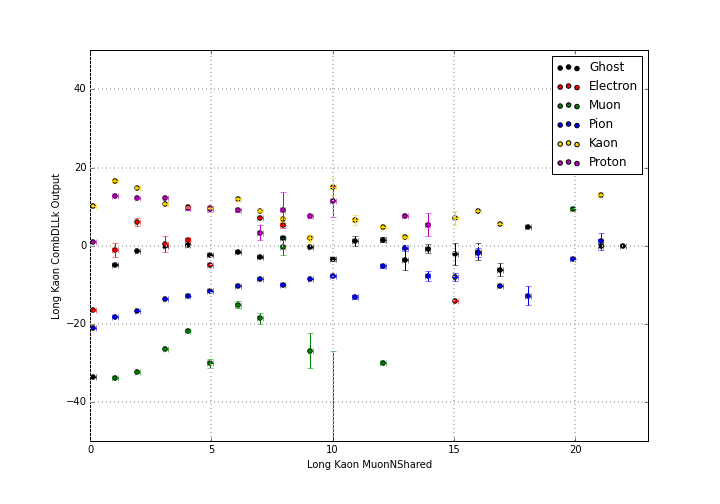 40
20
0
−20
−40
Long Kaon CombDLLk Output
0
5
10
15
20
Long Kaon MuonNShared
Ghost
Electron
Muon
Pion
Kaon
Proton